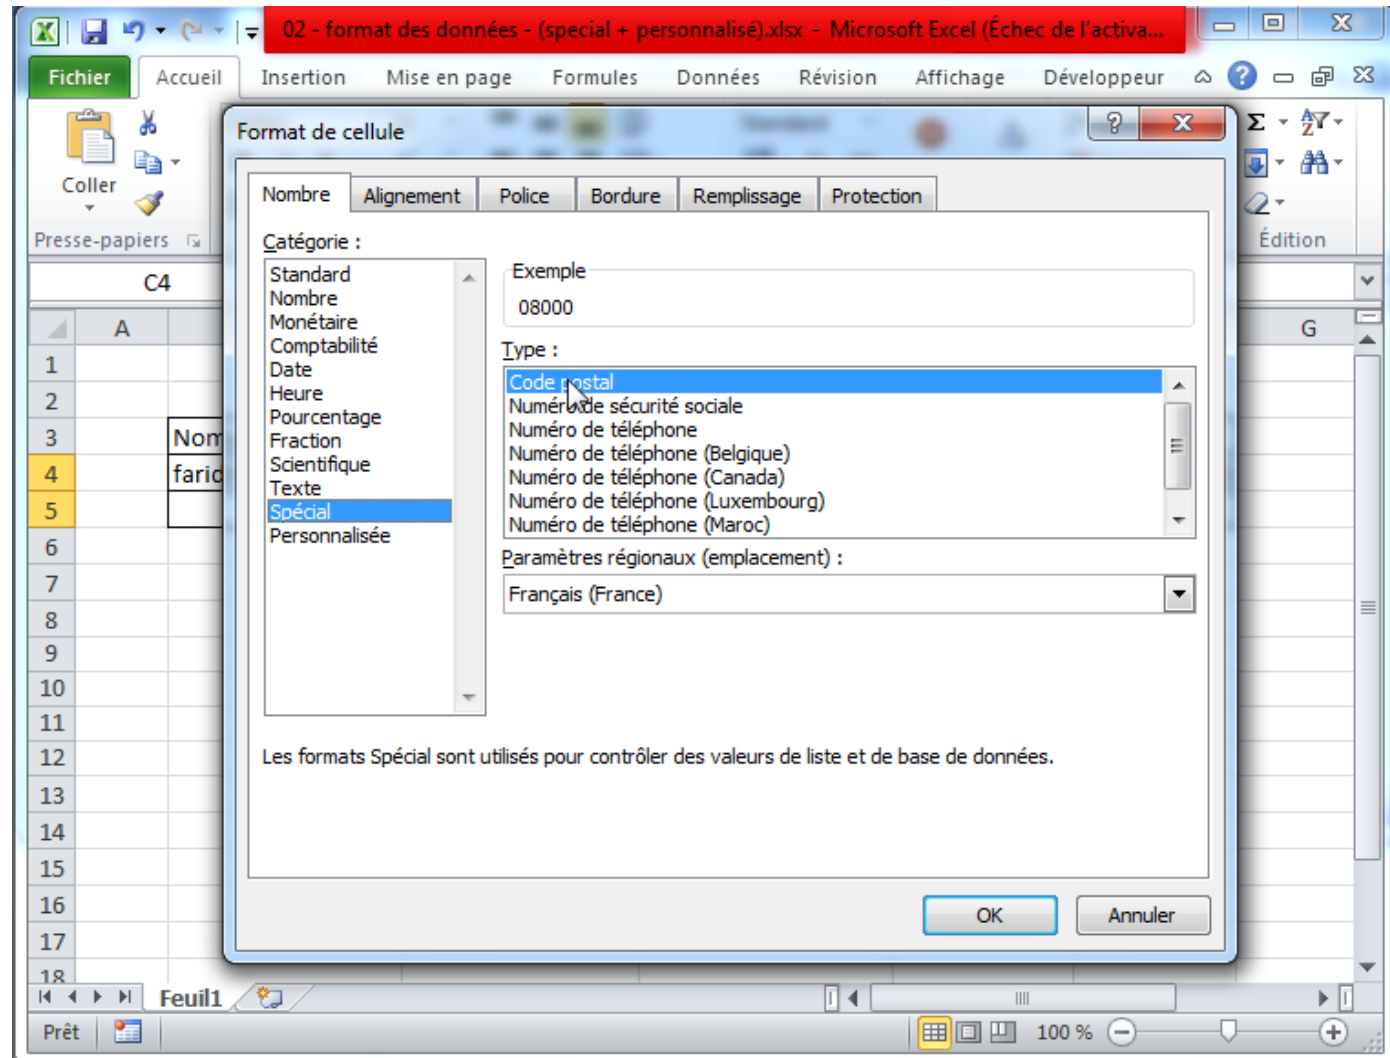 02 - format des données - (special + personnalisé).xlsx - Microsoft Excel (Échec de l'activa...
Fichier Accueil Insertion Mise en page Formules Données Révision Affichage Développeur
Coller
Presse-papiers
Édition
Format de cellule
Nombre Alignement Police Bordure Remplissage Protection
Catégorie :
Standard
Nombre
Monétaire
Comptabilité
Date
Heure
Pourcentage
Fraction
Scientifique
Texte
Spécial
Personnalisée
Exemple
08000
Type :
Code postal
Numéro de sécurité sociale
Numéro de téléphone
Numéro de téléphone (Belgique)
Numéro de téléphone (Canada)
Numéro de téléphone (Luxembourg)
Numéro de téléphone (Maroc)
Paramètres régionaux (emplacement) :
Français (France)
Les formats Spécial sont utilisés pour contrôler des valeurs de liste et de base de données.
OK Annuler
C4
A G
1
2
3 Nom
4 farid
5
6
7
8
9
10
11
12
13
14
15
16
17
18
Feuil1
Prêt 100 %